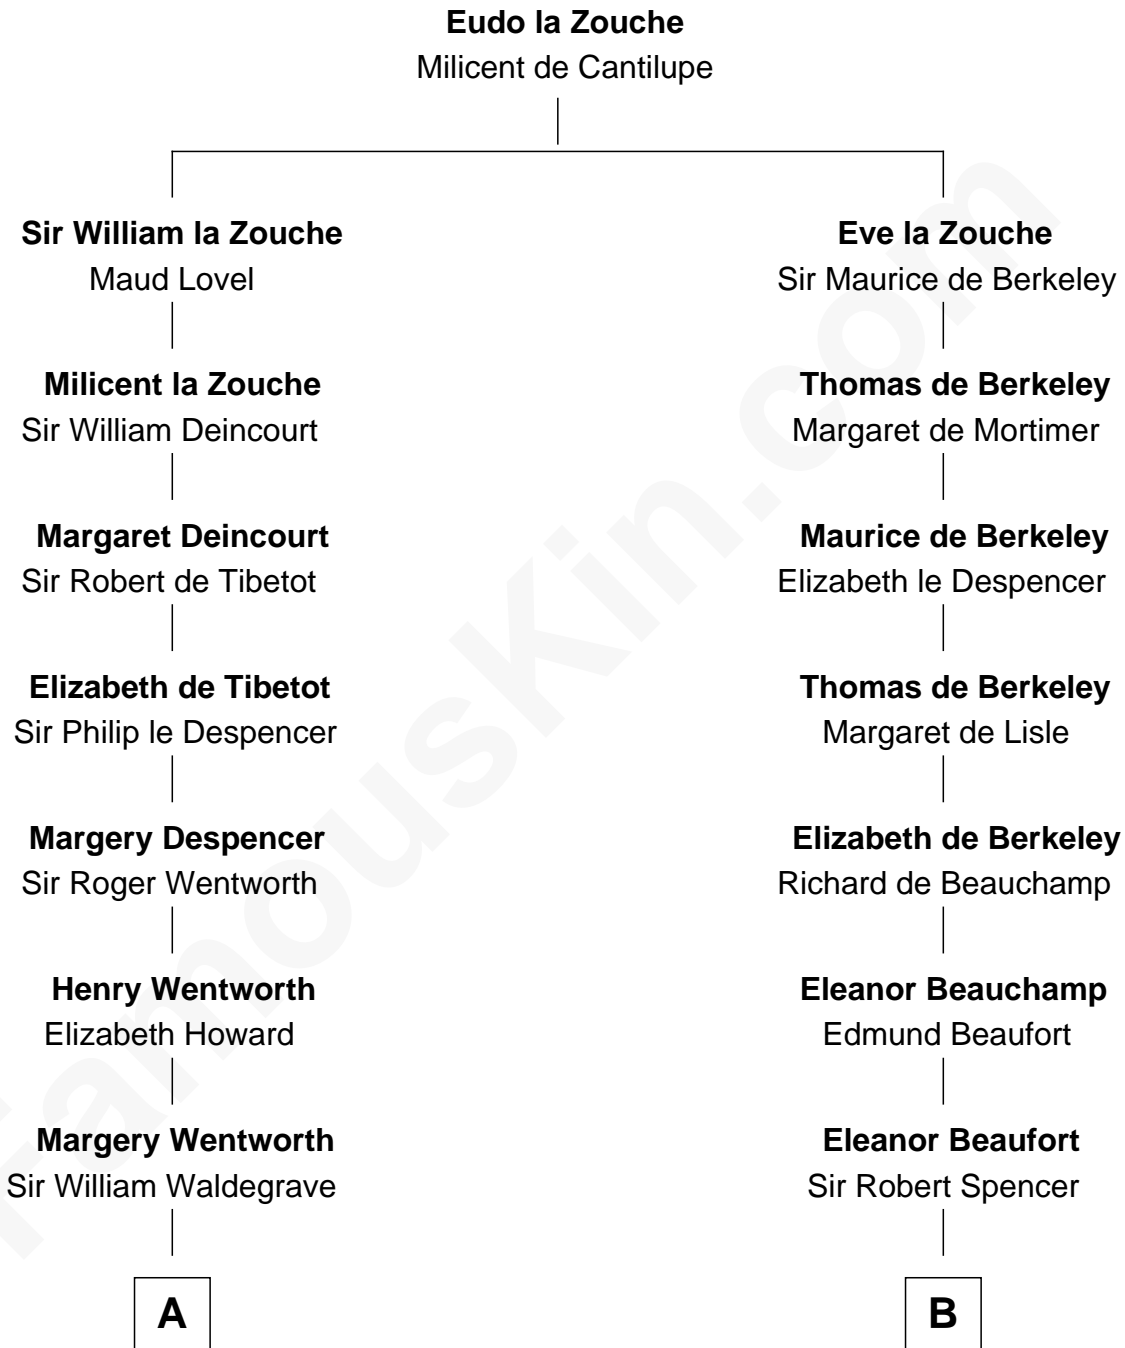 Eudo la Zouche
Milicent de Cantilupe
Sir William la Zouche
Maud Lovel
Eve la Zouche
Sir Maurice de Berkeley
Milicent la Zouche
Sir William Deincourt
Thomas de Berkeley
Margaret de Mortimer
Margaret Deincourt
Sir Robert de Tibetot
Maurice de Berkeley
Elizabeth le Despencer
Elizabeth de Tibetot
Sir Philip le Despencer
Thomas de Berkeley
Margaret de Lisle
Margery Despencer
Sir Roger Wentworth
Elizabeth de Berkeley
Richard de Beauchamp
Henry Wentworth
Elizabeth Howard
Eleanor Beauchamp
Edmund Beaufort
Margery Wentworth
Sir William Waldegrave
Eleanor Beaufort
Sir Robert Spencer
A
B
FamousKin.com